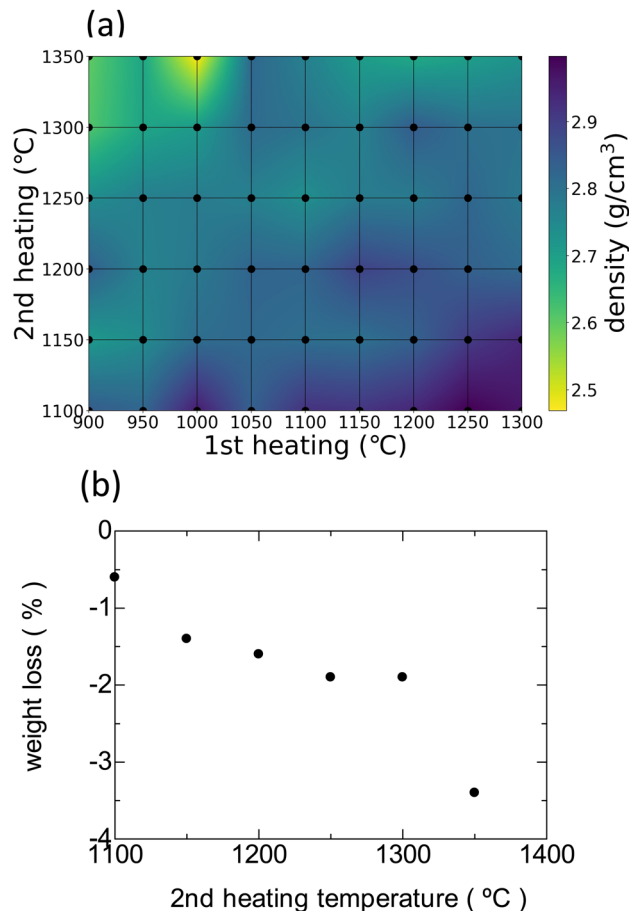 (a)
1350
1300
1250
1200
1150
1100
2nd heating (℃)
900 950 1000 1050 1100 1150 1200 1250 1300
1st heating (℃)
2.9
2.8
2.7
2.6
2.5
density (g/cm³)
(b)
0
-1
-2
-3
-4
weight loss ( % )
1100 1200 1300 1400
2nd heating temperature ( ºC )